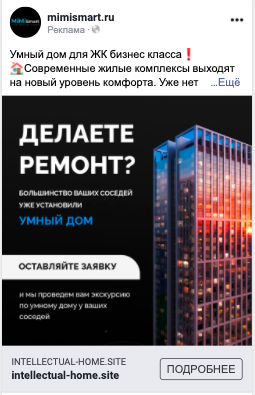 mimismart.ru
Реклама ·
Умный дом для ЖК бизнес класса❗
🏠Современные жилые комплексы выходят
на новый уровень комфорта. Уже нет ...Ещё
ДЕЛАЕТЕ
РЕМОНТ?
БОЛЬШИНСТВО ВАШИХ СОСЕДЕЙ
УЖЕ УСТАНОВИЛИ
УМНЫЙ ДОМ
ОСТАВЛЯЙТЕ ЗАЯВКУ
и мы проведем вам экскурсию
по умному дому у ваших
соседей
INTELLECTUAL-HOME.SITE
intellectual-home.site
ПОДРОБНЕЕ